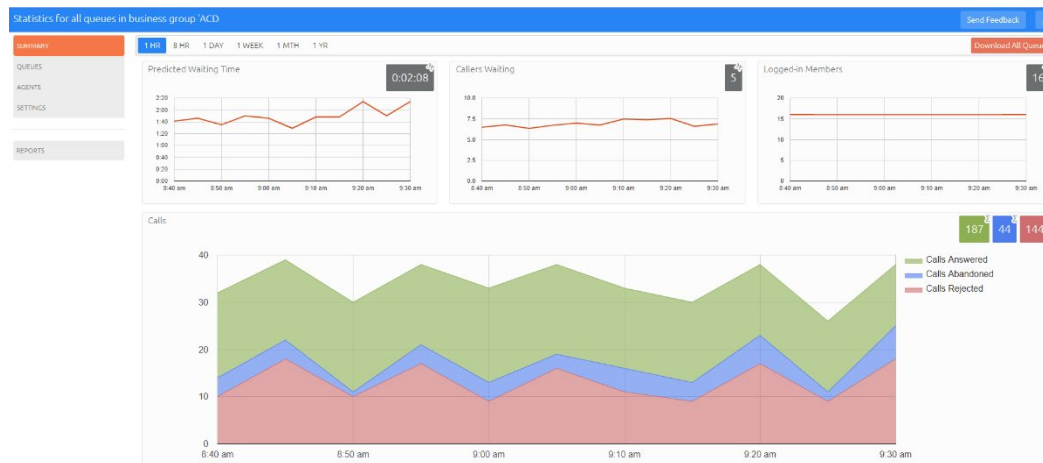 Statistics for all queues in business group 'ACD
Send Feedback
SUMMARY
QUEUES
AGENTS
SETTINGS
REPORTS
1 HR 8 HR 1 DAY 1 WEEK 1 MTH 1 YR
Download All Queue
Predicted Waiting Time
0:02:08
2:20
2:00
1:40
1:20
1:00
0:40
0:20
0:00
8:40 am 8:50 am 9:00 am 9:10 am 9:20 am 9:30 am
Callers Waiting
5
10.0
7.5
5.0
2.5
0.0
8:40 am 8:50 am 9:00 am 9:10 am 9:20 am 9:30 am
Logged-in Members
16
20
15
10
5
0
8:40 am 8:50 am 9:00 am 9:10 am 9:20 am 9:30 am
Calls
187 44 144
40
30
20
10
0
8:40 am 8:50 am 9:00 am 9:10 am 9:20 am 9:30 am
Calls Answered
Calls Abandoned
Calls Rejected